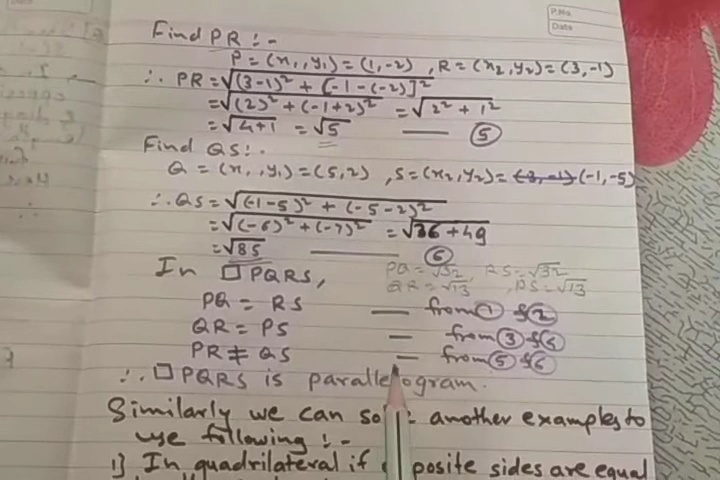 P.No.
Date
Find PR :-
P = (x₁, y₁) = (1, -2) , R = (x₂, y₂) = (3, -1)
∴ PR = √(3-1)² + [-1-(-2)]²
= √(2)² + (-1+2)² = √2² + 1²
= √4+1 = √5 — ⑤
Find QS :-
Q = (x₁, y₁) = (5, 2) , S = (x₂, y₂) = (-1, -5)
∴ QS = √(-1-5)² + (-5-2)²
= √(-6)² + (-7)² = √36 + 49
= √85 — ⑥
In □ PQRS,
PQ = √32, RS = √32
QR = √13, PS = √13
PQ = RS — from ① & ②
QR = PS — from ③ & ④
PR ≠ QS — from ⑤ & ⑥
∴ □ PQRS is parallelogram.
Similarly we can another examples to
use following :-
1) In quadrilateral if opposite sides are equal